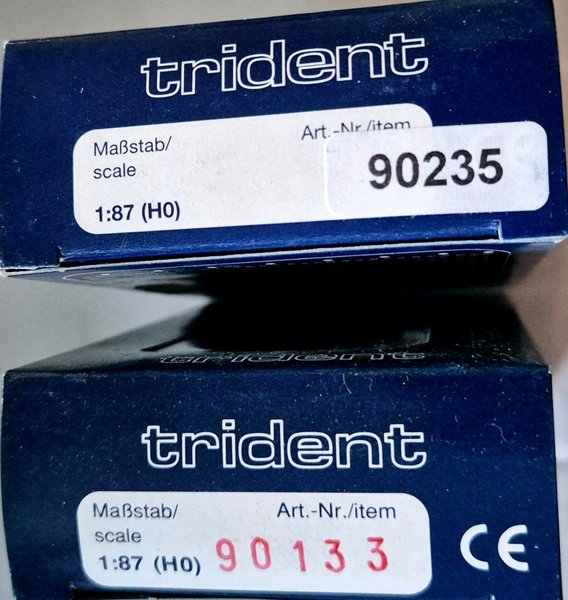 trident
Maßstab/ Art.-Nr./item
scale
90235
1:87 (H0)
trident
trident
Maßstab/ Art.-Nr./item
scale
1:87 (H0) 90133
CE